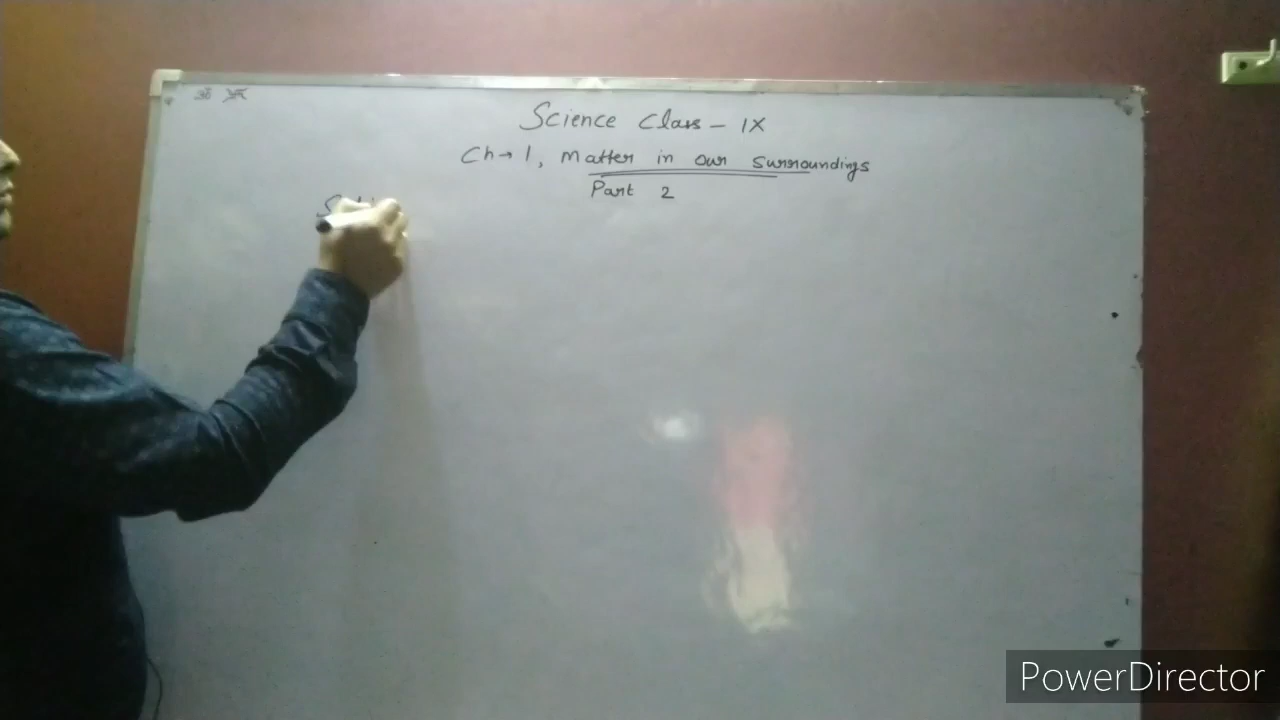 ॐ
Science Class - IX
Ch → 1, Matter in our surroundings
Part 2
PowerDirector